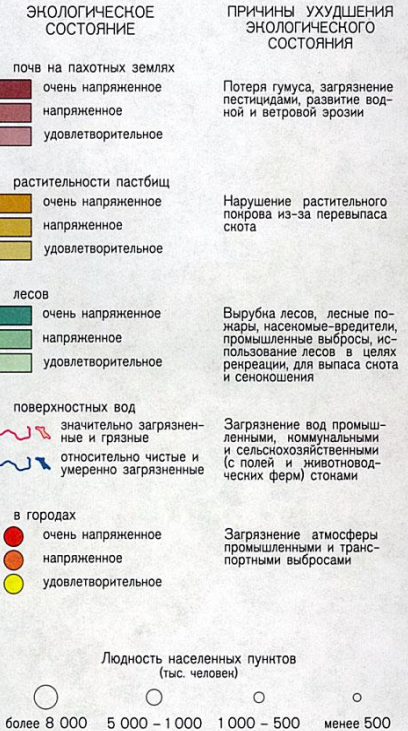 ЭКОЛОГИЧЕСКОЕ
СОСТОЯНИЕ
ПРИЧИНЫ УХУДШЕНИЯ
ЭКОЛОГИЧЕСКОГО
СОСТОЯНИЯ
почв на пахотных землях
очень напряженное
напряженное
удовлетворительное
Потеря гумуса, загрязнение
пестицидами, развитие вод-
ной и ветровой эрозии
растительности пастбищ
очень напряженное
напряженное
удовлетворительное
Нарушение растительного
покрова из-за перевыпаса
скота
лесов
очень напряженное
напряженное
удовлетворительное
Вырубка лесов, лесные по-
жары, насекомые-вредители,
промышленные выбросы, ис-
пользование лесов в целях
рекреации, для выпаса скота
и сенокошения
поверхностных вод
значительно загрязнен-
ные и грязные
относительно чистые и
умеренно загрязненные
Загрязнение вод промыш-
ленными, коммунальными
и сельскохозяйственными
(с полей и животновод-
ческих ферм) стоками
в городах
очень напряженное
напряженное
удовлетворительное
Загрязнение атмосферы
промышленными и транс-
портными выбросами
Людность населенных пунктов
(тыс. человек)
более 8 000
5 000 – 1 000
1 000 – 500
менее 500